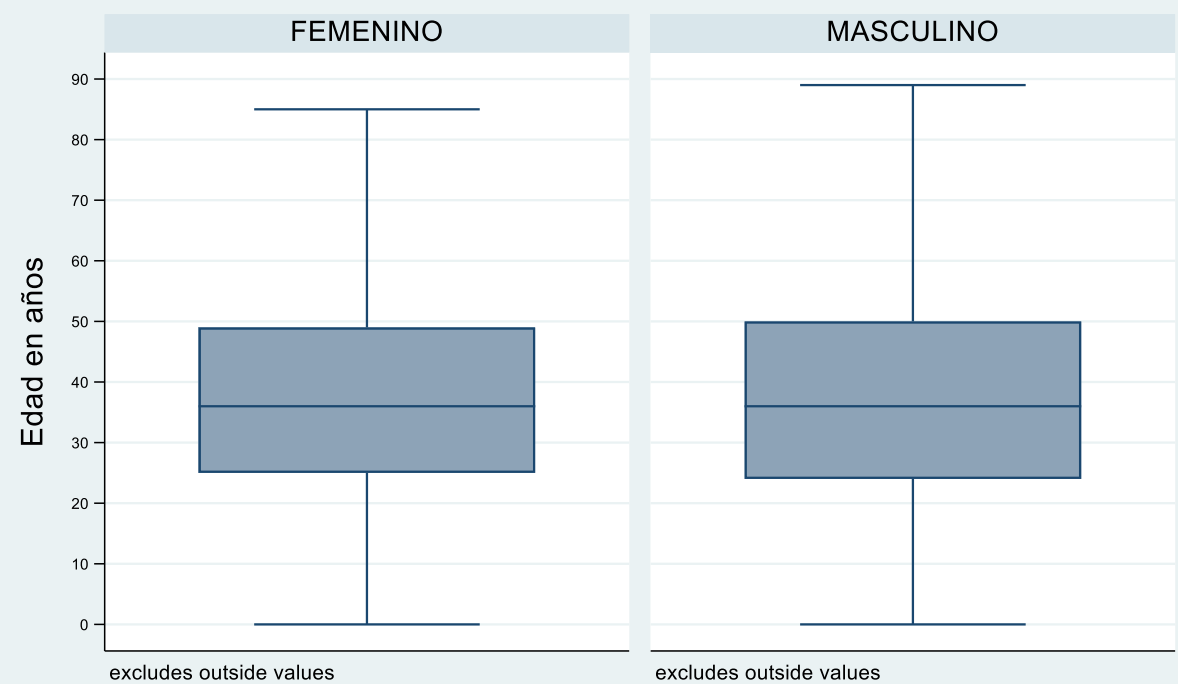 FEMENINO
MASCULINO
Edad en años
90
80
70
60
50
40
30
20
10
0
excludes outside values
excludes outside values